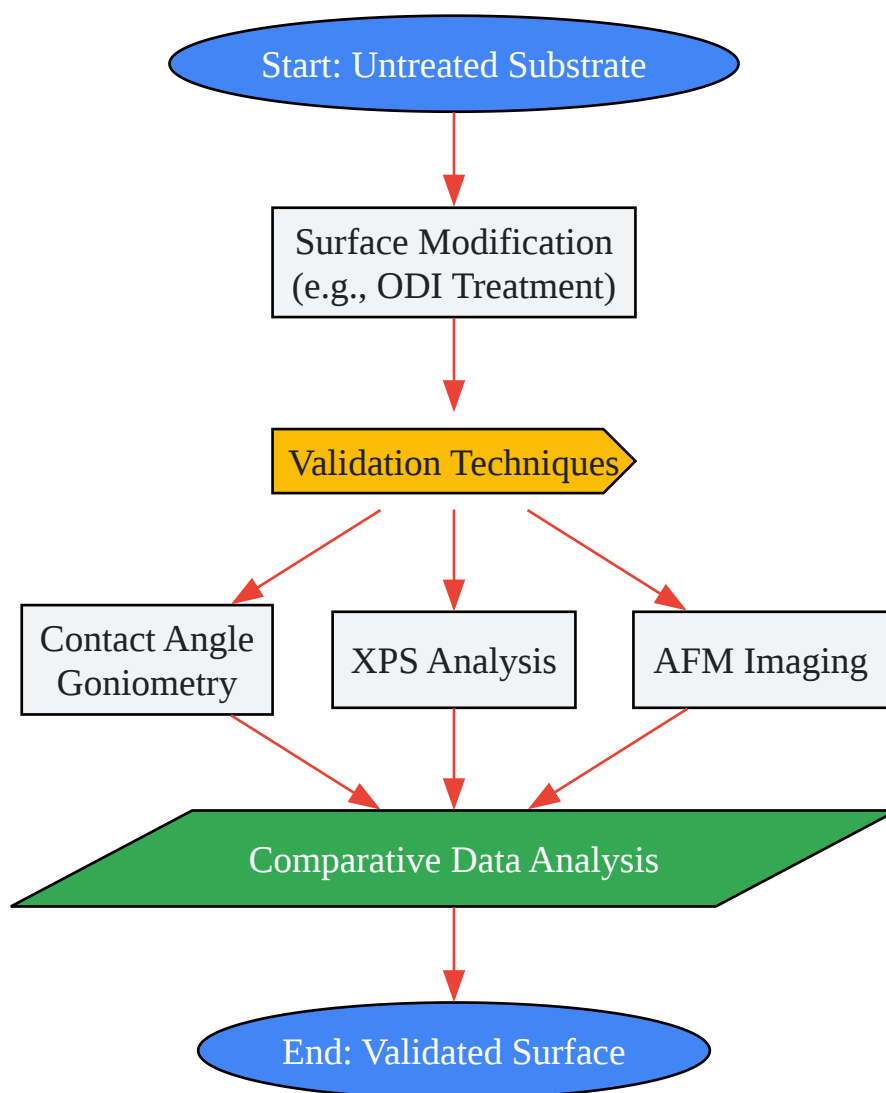 Start: Untreated Substrate
Surface Modification
(e.g., ODI Treatment)
Validation Techniques
Contact Angle
Goniometry
XPS Analysis
AFM Imaging
Comparative Data Analysis
End: Validated Surface